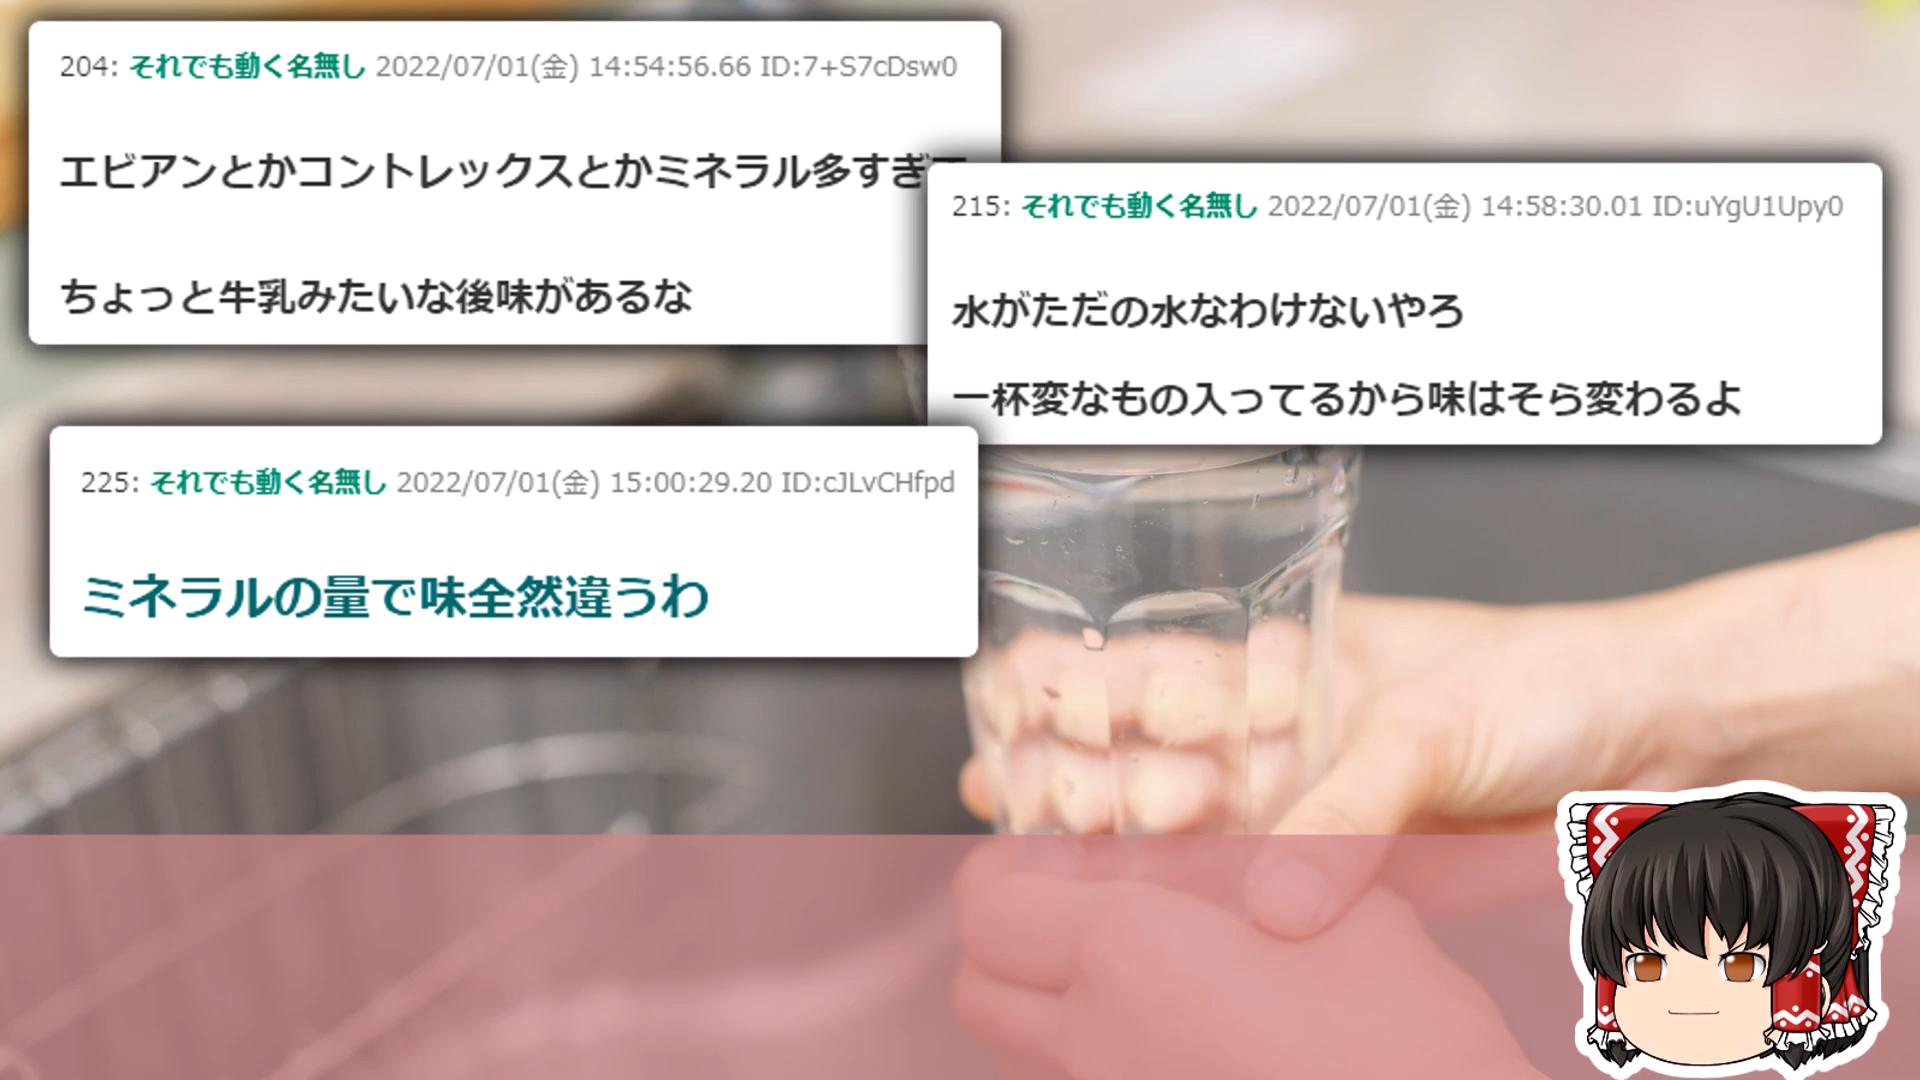 204: それでも動く名無し 2022/07/01(金) 14:54:56.66 ID:7+S7cDsw0
エビアンとかコントレックスとかミネラル多すぎて
ちょっと牛乳みたいな後味があるな
215: それでも動く名無し 2022/07/01(金) 14:58:30.01 ID:uYgU1Upy0
水がただの水なわけないやろ
一杯変なもの入ってるから味はそら変わるよ
225: それでも動く名無し 2022/07/01(金) 15:00:29.20 ID:cJLvCHfpd
ミネラルの量で味全然違うわ